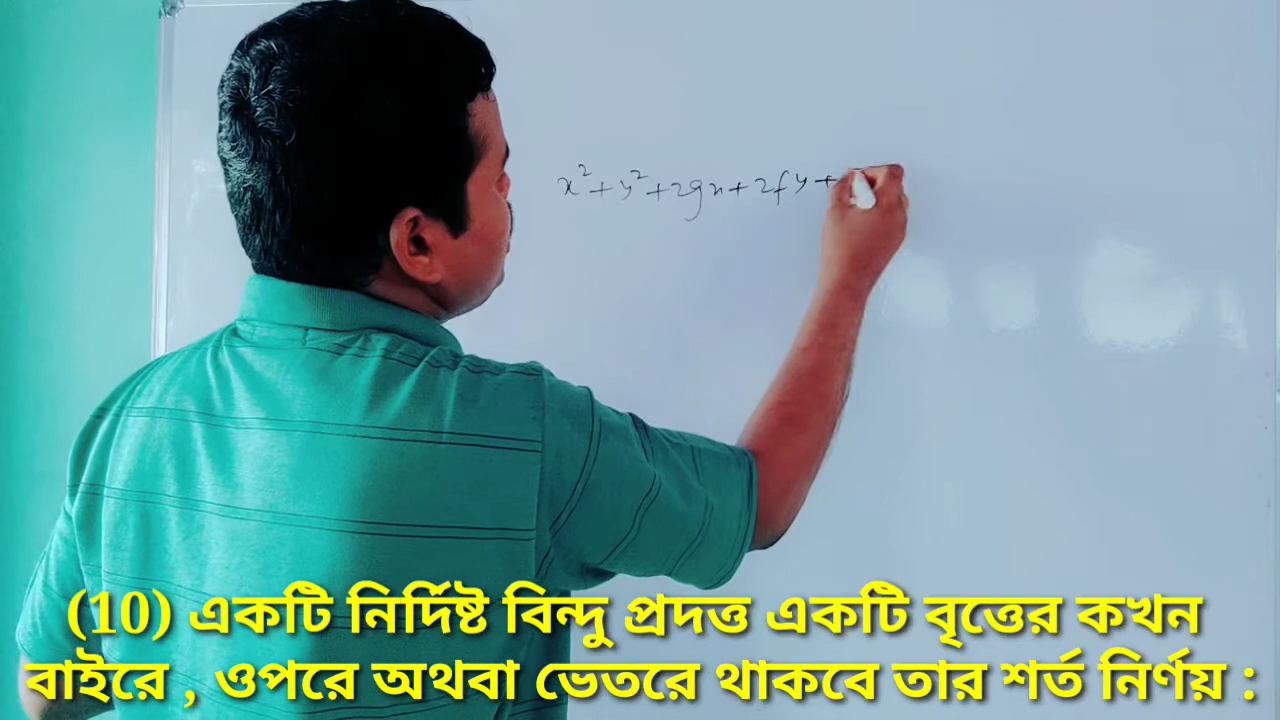 x²+y²+2gx+2fy+
(10) একটি নির্দিষ্ট বিন্দু প্রদত্ত একটি বৃত্তের কখন
বাইরে , ওপরে অথবা ভেতরে থাকবে তার শর্ত নির্ণয় :